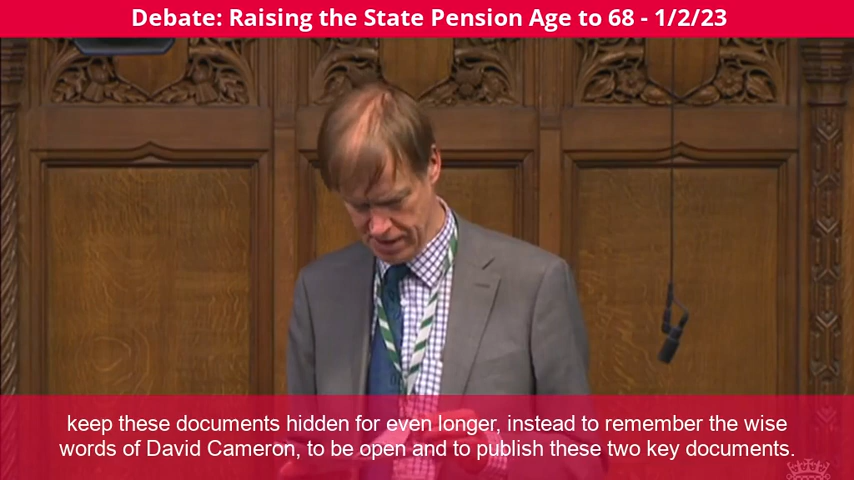 Debate: Raising the State Pension Age to 68 - 1/2/23
keep these documents hidden for even longer, instead to remember the wise
words of David Cameron, to be open and to publish these two key documents.